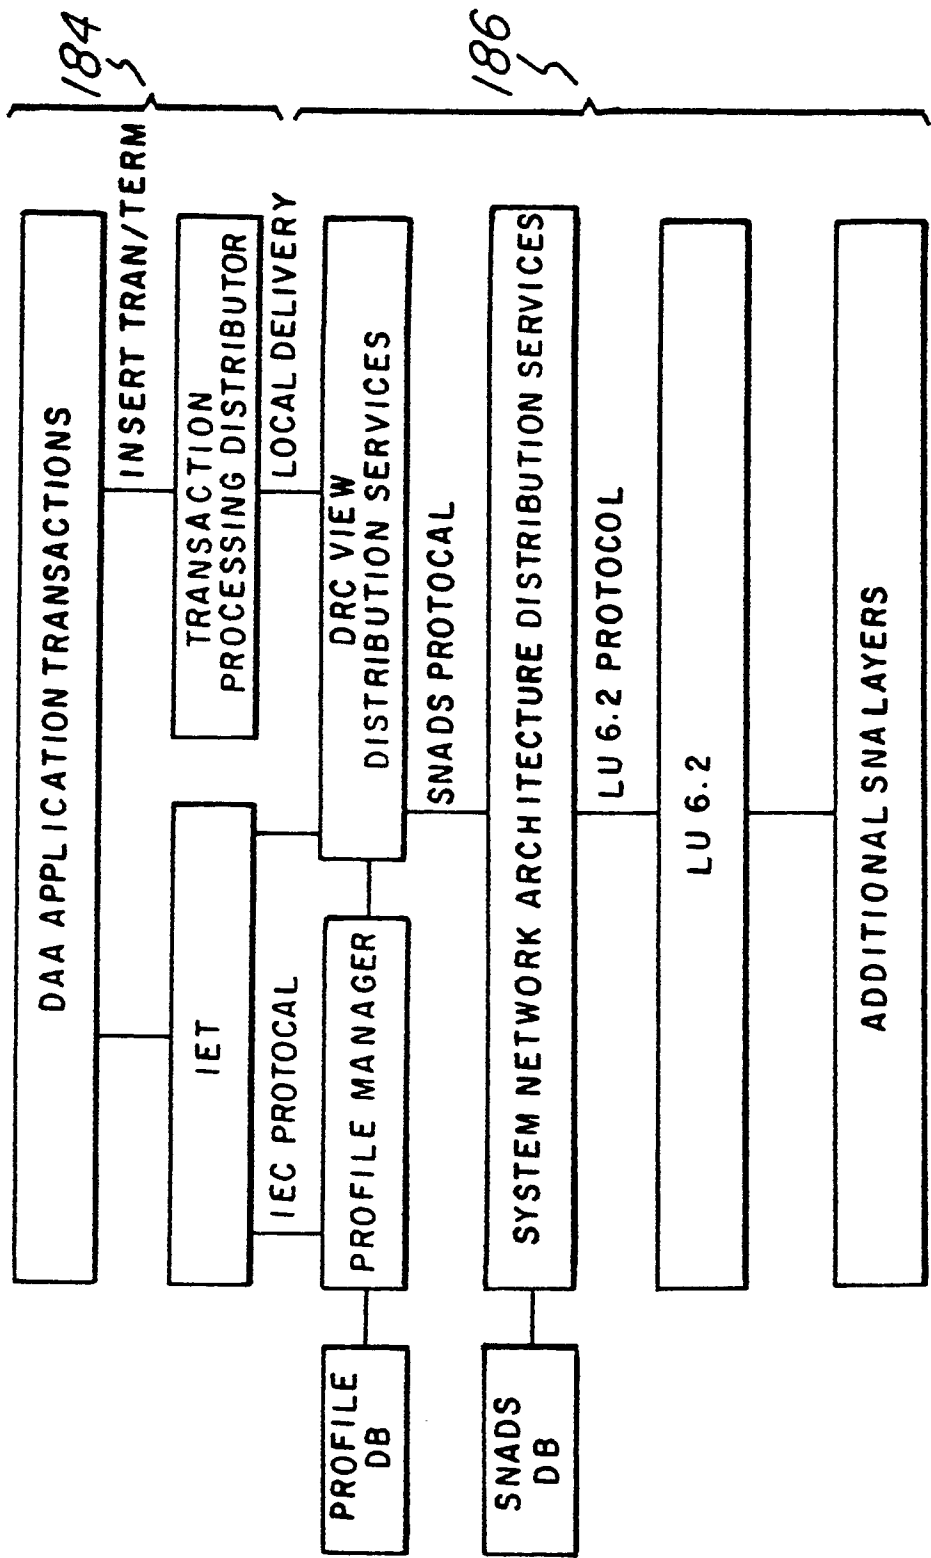 DAA APPLICATION TRANSACTIONS
184
INSERT TRAN/TERM
IET
TRANSACTION
PROCESSING DISTRIBUTOR
IEC PROTOCAL
LOCAL DELIVERY
PROFILE
DB
PROFILE MANAGER
DRC VIEW
DISTRIBUTION SERVICES
SNADS PROTOCAL
186
SNADS
DB
SYSTEM NETWORK ARCHITECTURE DISTRIBUTION SERVICES
LU 6.2 PROTOCOL
LU 6.2
ADDITIONAL SNA LAYERS